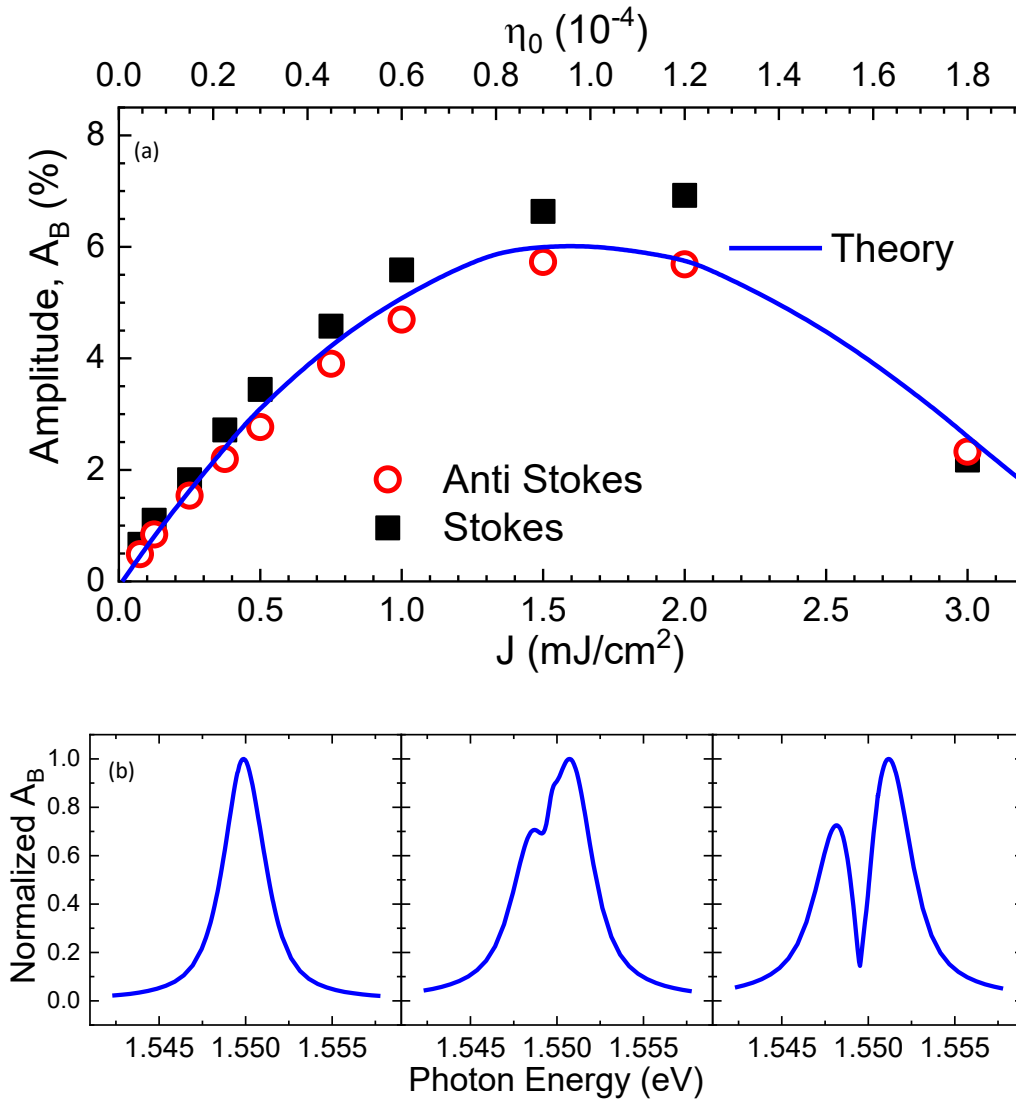 η₀ (10⁻⁴)
0.0 0.2 0.4 0.6 0.8 1.0 1.2 1.4 1.6 1.8
8
6
4
2
0
Amplitude, A_B (%)
(a)
Theory
Anti Stokes
Stokes
0.0 0.5 1.0 1.5 2.0 2.5 3.0
J (mJ/cm²)
1.0
0.8
0.6
0.4
0.2
0.0
Normalized A_B
(b)
1.545 1.550 1.555 1.545 1.550 1.555 1.545 1.550 1.555
Photon Energy (eV)